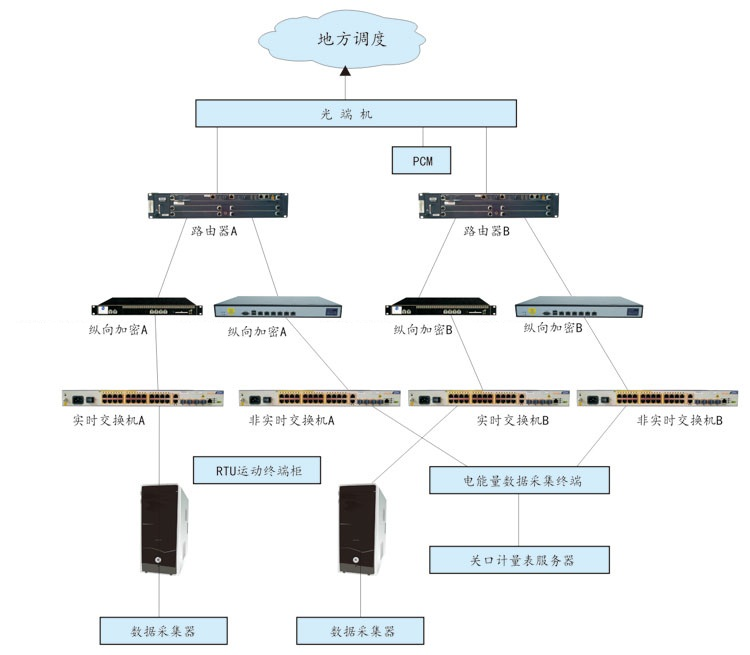 地方调度
光 端 机
PCM
路由器A
路由器B
纵向加密A
纵向加密A
纵向加密B
纵向加密B
实时交换机A
非实时交换机A
实时交换机B
非实时交换机B
RTU运动终端柜
电能量数据采集终端
关口计量表服务器
数据采集器
数据采集器